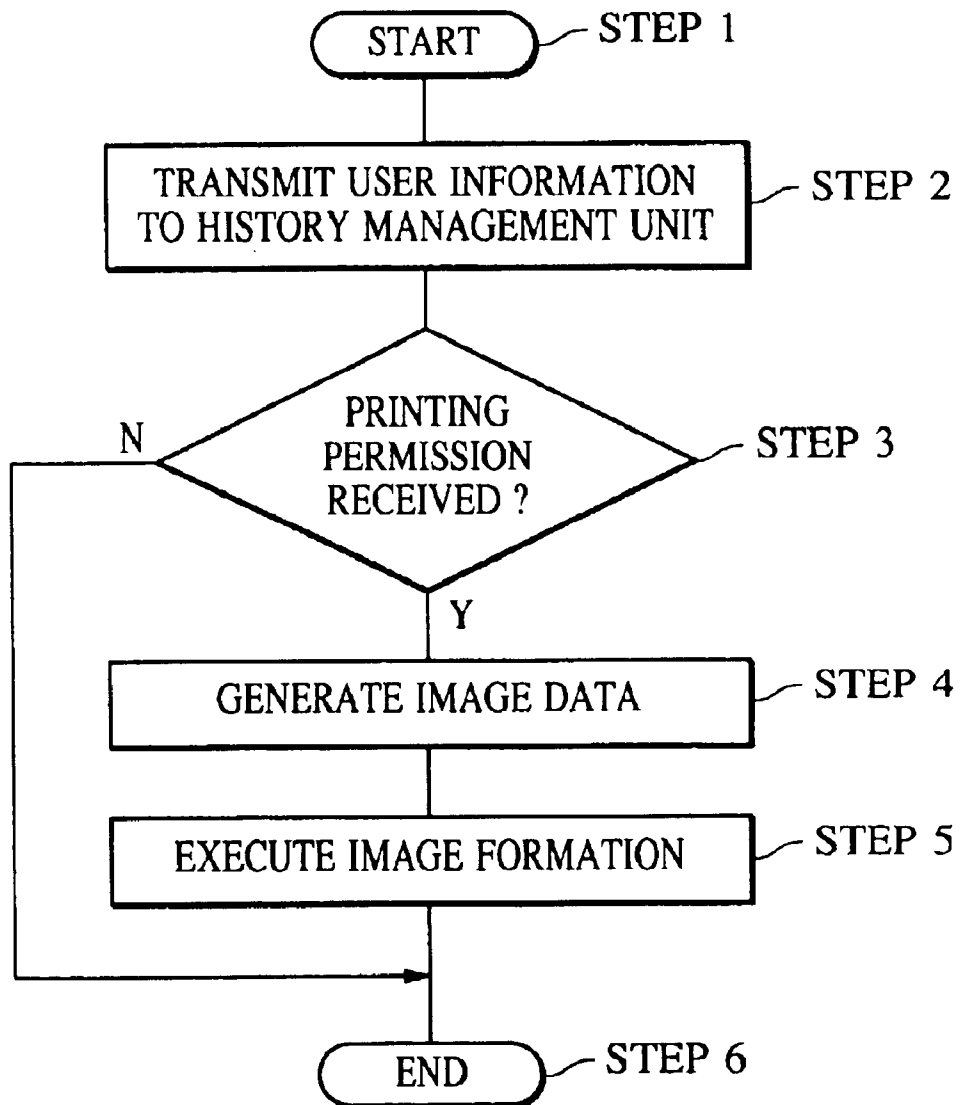 START
STEP 1
TRANSMIT USER INFORMATION
TO HISTORY MANAGEMENT UNIT
STEP 2
PRINTING
PERMISSION
RECEIVED ?
STEP 3
N
Y
GENERATE IMAGE DATA
STEP 4
EXECUTE IMAGE FORMATION
STEP 5
END
STEP 6